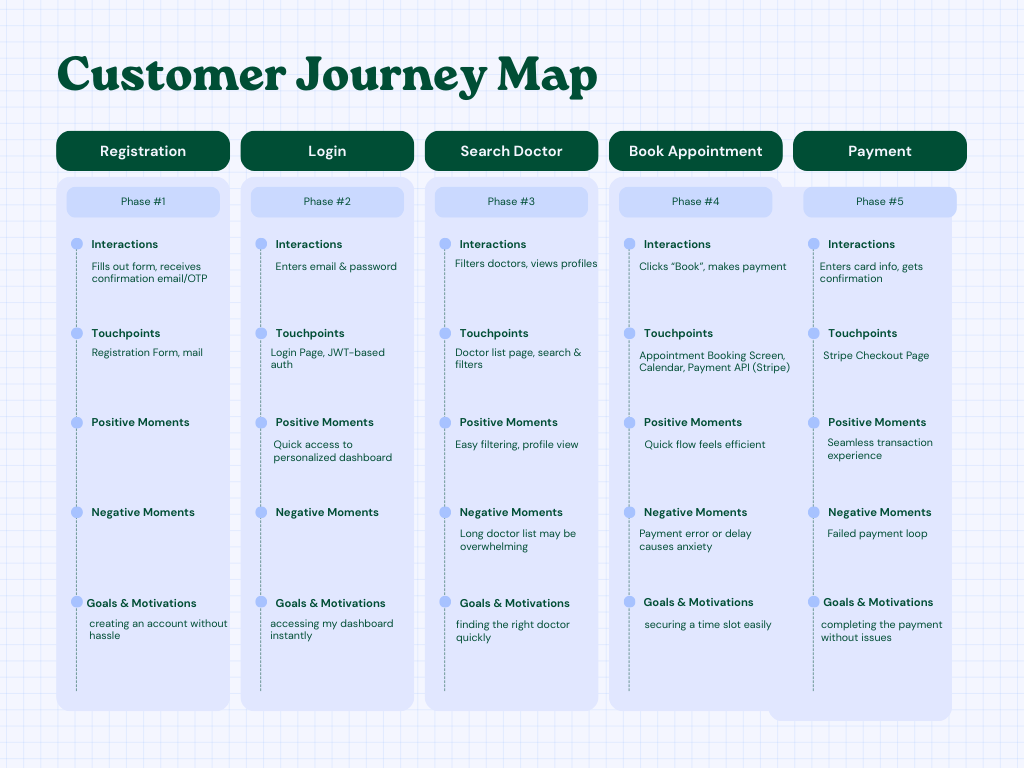 Customer Journey Map
Registration
Phase #1
Interactions
Fills out form, receives
confirmation email/OTP
Touchpoints
Registration Form, mail
Positive Moments
Negative Moments
Goals & Motivations
creating an account without
hassle
Login
Phase #2
Interactions
Enters email & password
Touchpoints
Login Page, JWT-based
auth
Positive Moments
Quick access to
personalized dashboard
Negative Moments
Goals & Motivations
accessing my dashboard
instantly
Search Doctor
Phase #3
Interactions
Filters doctors, views profiles
Touchpoints
Doctor list page, search &
filters
Positive Moments
Easy filtering, profile view
Negative Moments
Long doctor list may be
overwhelming
Goals & Motivations
finding the right doctor
quickly
Book Appointment
Phase #4
Interactions
Clicks “Book”, makes payment
Touchpoints
Appointment Booking Screen,
Calendar, Payment API (Stripe)
Positive Moments
Quick flow feels efficient
Negative Moments
Payment error or delay
causes anxiety
Goals & Motivations
securing a time slot easily
Payment
Phase #5
Interactions
Enters card info, gets
confirmation
Touchpoints
Stripe Checkout Page
Positive Moments
Seamless transaction
experience
Negative Moments
Failed payment loop
Goals & Motivations
completing the payment
without issues